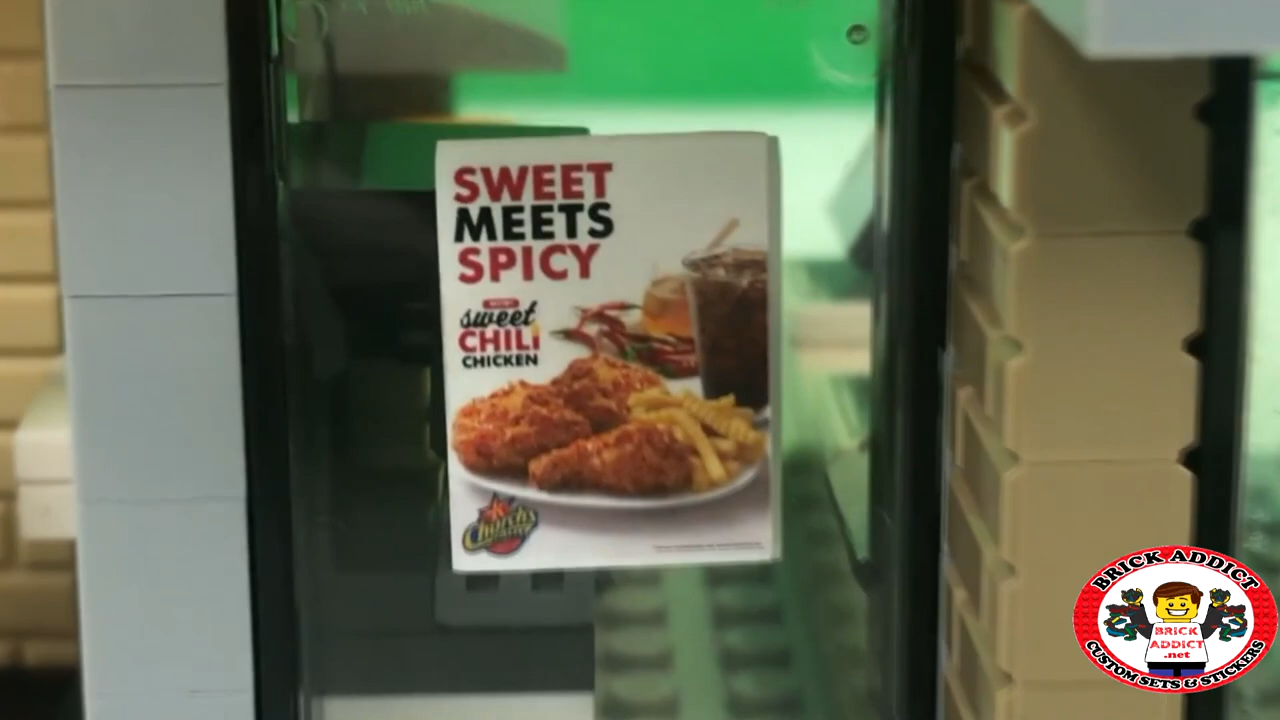 SWEET
MEETS
SPICY
sweet
CHILI
CHICKEN
Church's
BRICK ADDICT
BRICK
ADDICT
.net
CUSTOM SETS & STICKERS